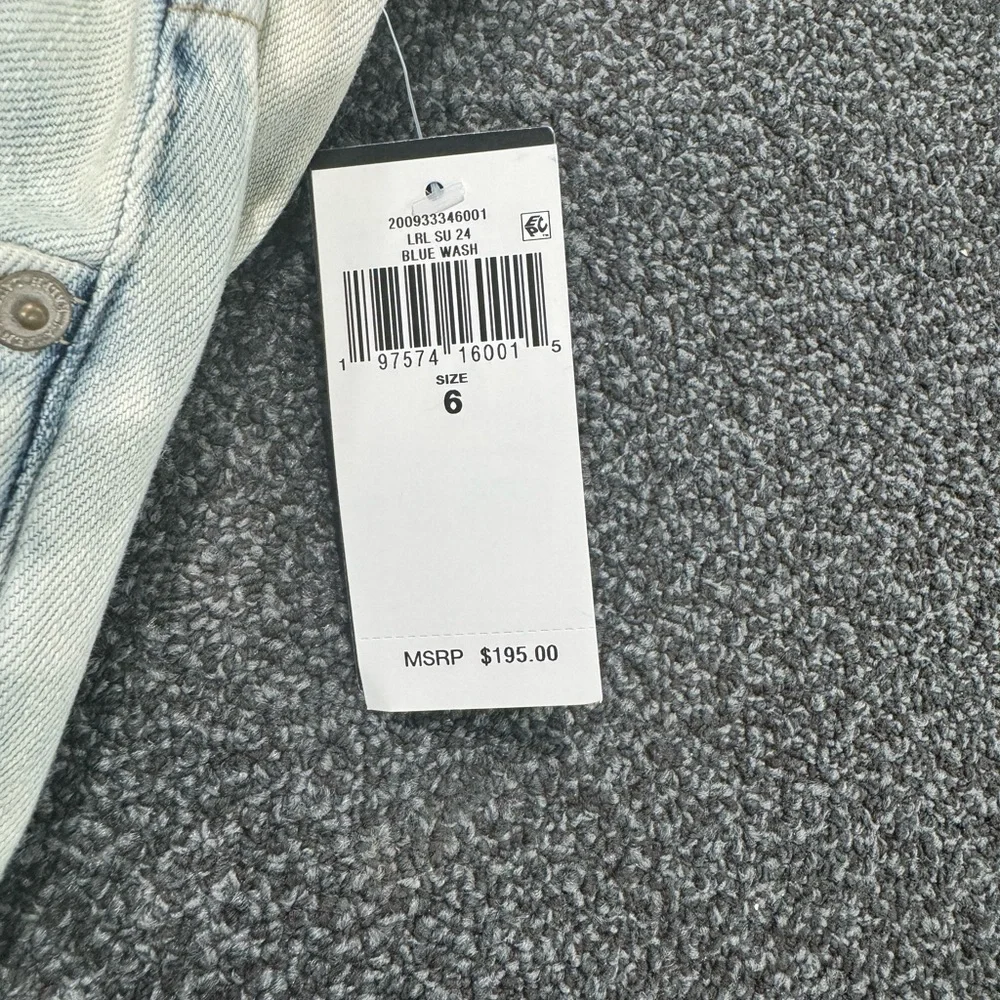 200933346001
LRL SU 24
BLUE WASH
1 97574 16001 5
SIZE
6
MSRP $195.00